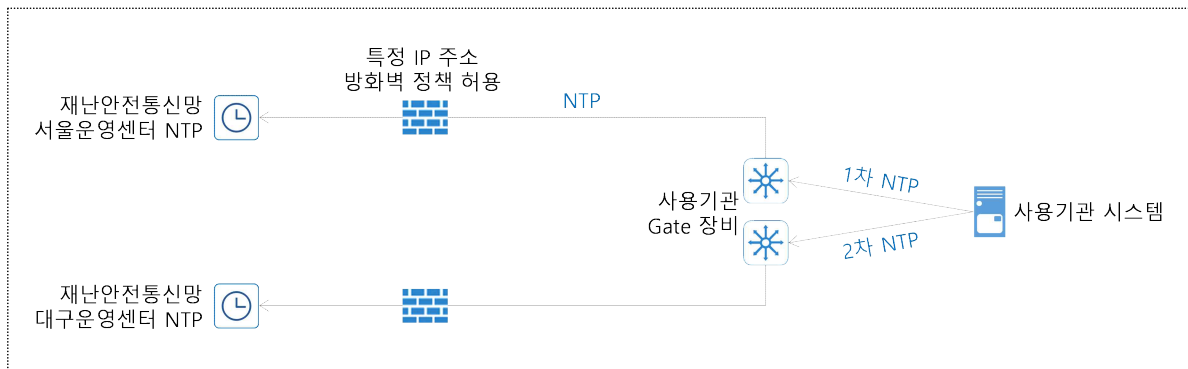 특정 IP 주소
방화벽 정책 허용
재난안전통신망
서울운영센터 NTP
NTP
1차 NTP
사용기관
Gate 장비
사용기관 시스템
2차 NTP
재난안전통신망
대구운영센터 NTP